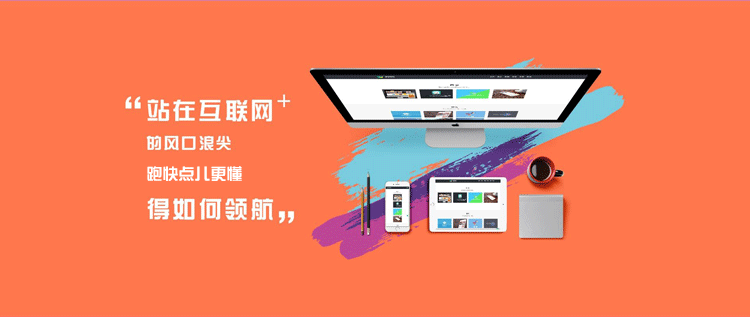 “站在互联网+
的风口浪尖
跑快点儿更懂
得如何领航”